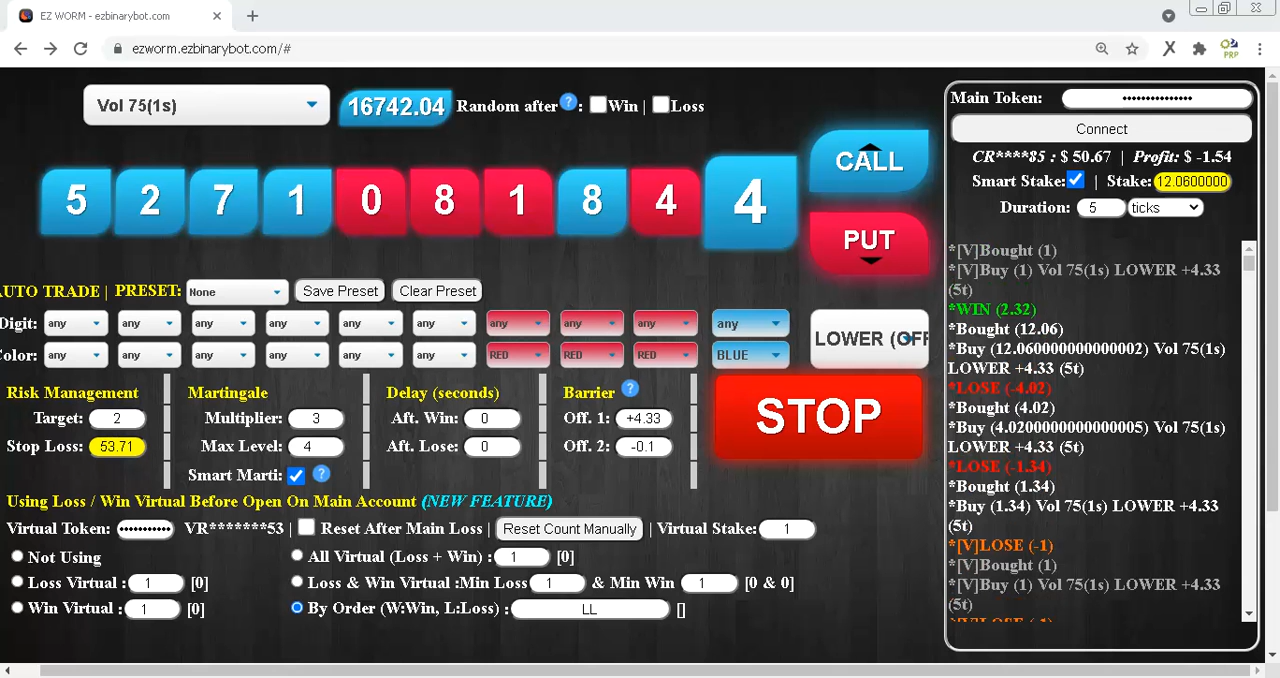 EZ WORM - ezbinarybot.com
ezworm.ezbinarybot.com/#
PRP
Vol 75(1s)
16742.04
Random after ? : Win | Loss
5 2 7 1 0 8 1 8 4 4
CALL
PUT
AUTO TRADE | PRESET: None Save Preset Clear Preset
Digit: any any any any any any any any any any
Color: any any any any any any RED RED RED BLUE
LOWER (OFF
Risk Management
Target: 2
Stop Loss: 53.71
Martingale
Multiplier: 3
Max Level: 4
Smart Marti: ?
Delay (seconds)
Aft. Win: 0
Aft. Lose: 0
Barrier ?
Off. 1: +4.33
Off. 2: -0.1
STOP
Using Loss / Win Virtual Before Open On Main Account (NEW FEATURE)
Virtual Token: •••••••••• VR*******53 | Reset After Main Loss | Reset Count Manually | Virtual Stake: 1
Not Using
All Virtual (Loss + Win) : 1 [0]
Loss Virtual : 1 [0]
Loss & Win Virtual :Min Loss 1 & Min Win 1 [0 & 0]
Win Virtual : 1 [0]
By Order (W:Win, L:Loss) : LL []
Main Token: •••••••••••••••
Connect
CR****85 : $ 50.67 | Profit: $ -1.54
Smart Stake: | Stake: 12.0600000
Duration: 5 ticks
*[V]Bought (1)
*[V]Buy (1) Vol 75(1s) LOWER +4.33
(5t)
*WIN (2.32)
*Bought (12.06)
*Buy (12.060000000000002) Vol 75(1s)
LOWER +4.33 (5t)
*LOSE (-4.02)
*Bought (4.02)
*Buy (4.0200000000000005) Vol 75(1s)
LOWER +4.33 (5t)
*LOSE (-1.34)
*Bought (1.34)
*Buy (1.34) Vol 75(1s) LOWER +4.33
(5t)
*[V]LOSE (-1)
*[V]Bought (1)
*[V]Buy (1) Vol 75(1s) LOWER +4.33
(5t)
*[V]LOSE (-1)